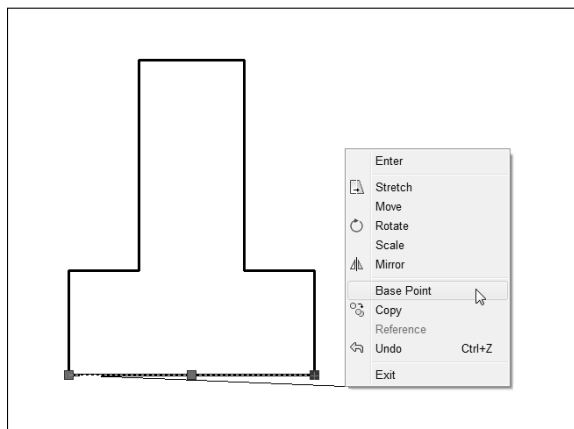 Enter
Stretch
Move
Rotate
Scale
Mirror
Base Point
Copy
Reference
Undo Ctrl+Z
Exit